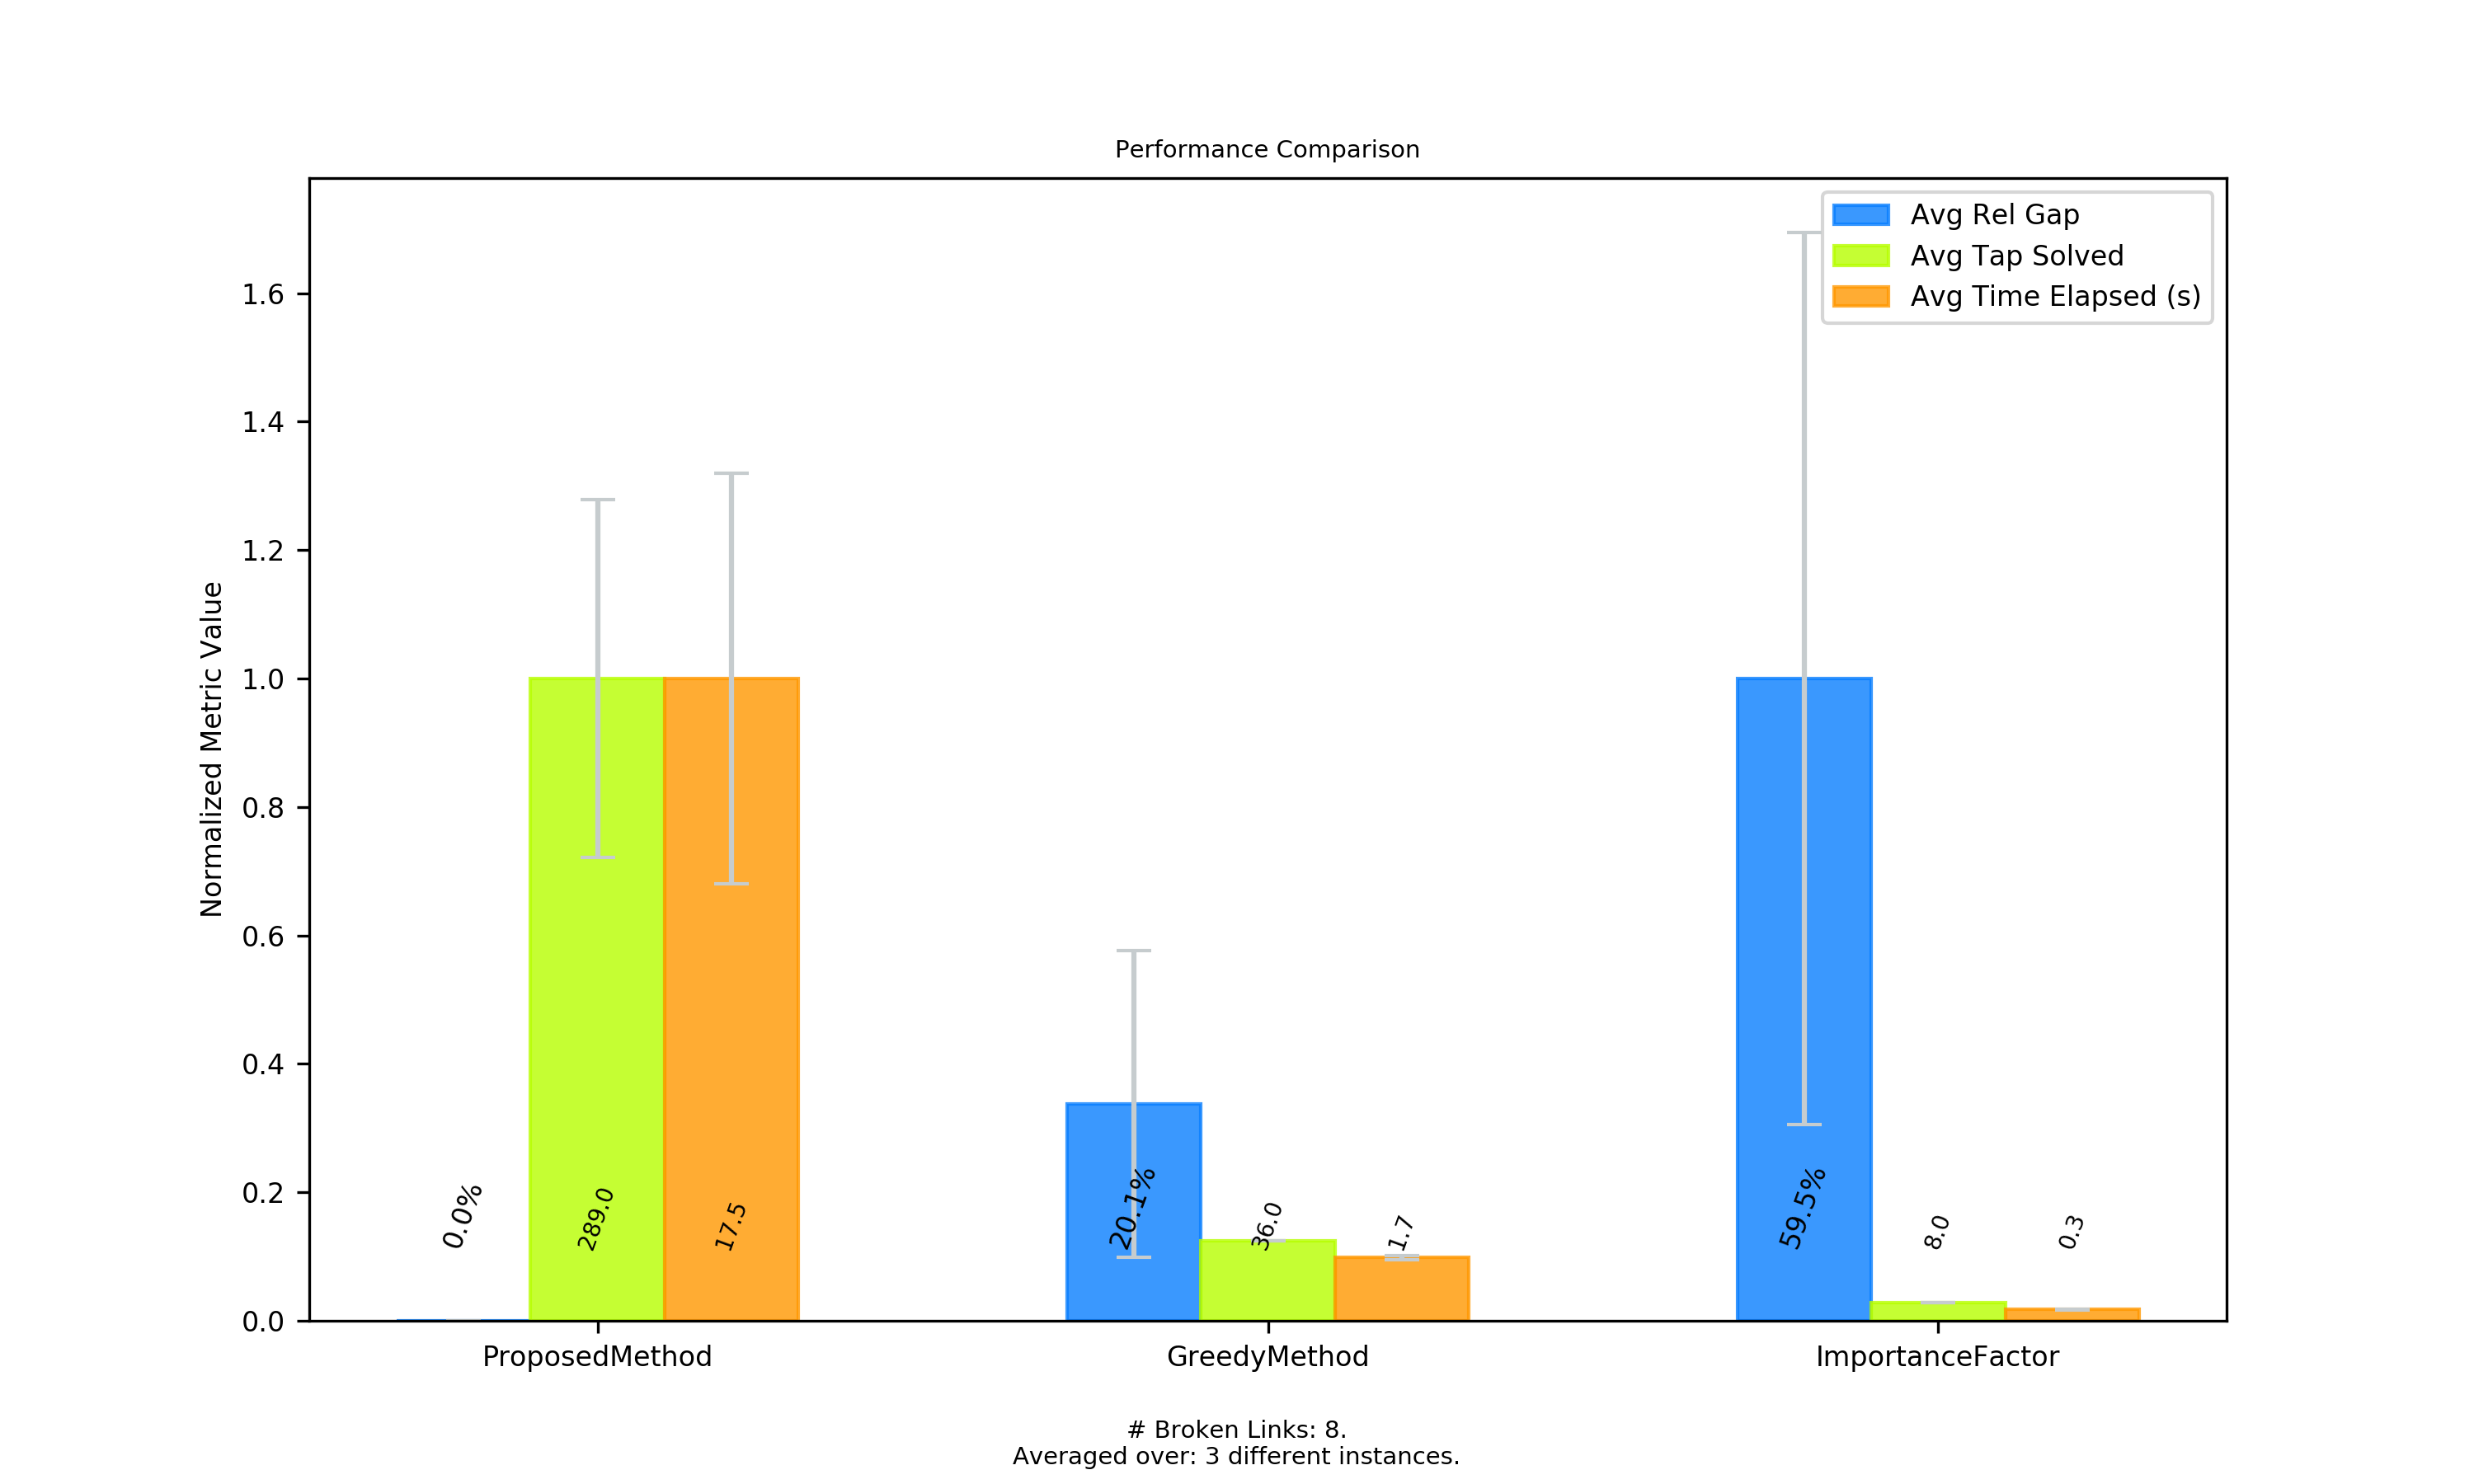 Performance Comparison
Avg Rel Gap
Avg Tap Solved
Avg Time Elapsed (s)
Normalized Metric Value
1.6
1.4
1.2
1.0
0.8
0.6
0.4
0.2
0.0
0.0%
289.0
17.5
20.1%
36.0
1.7
59.5%
8.0
0.3
ProposedMethod
GreedyMethod
ImportanceFactor
# Broken Links: 8.
Averaged over: 3 different instances.